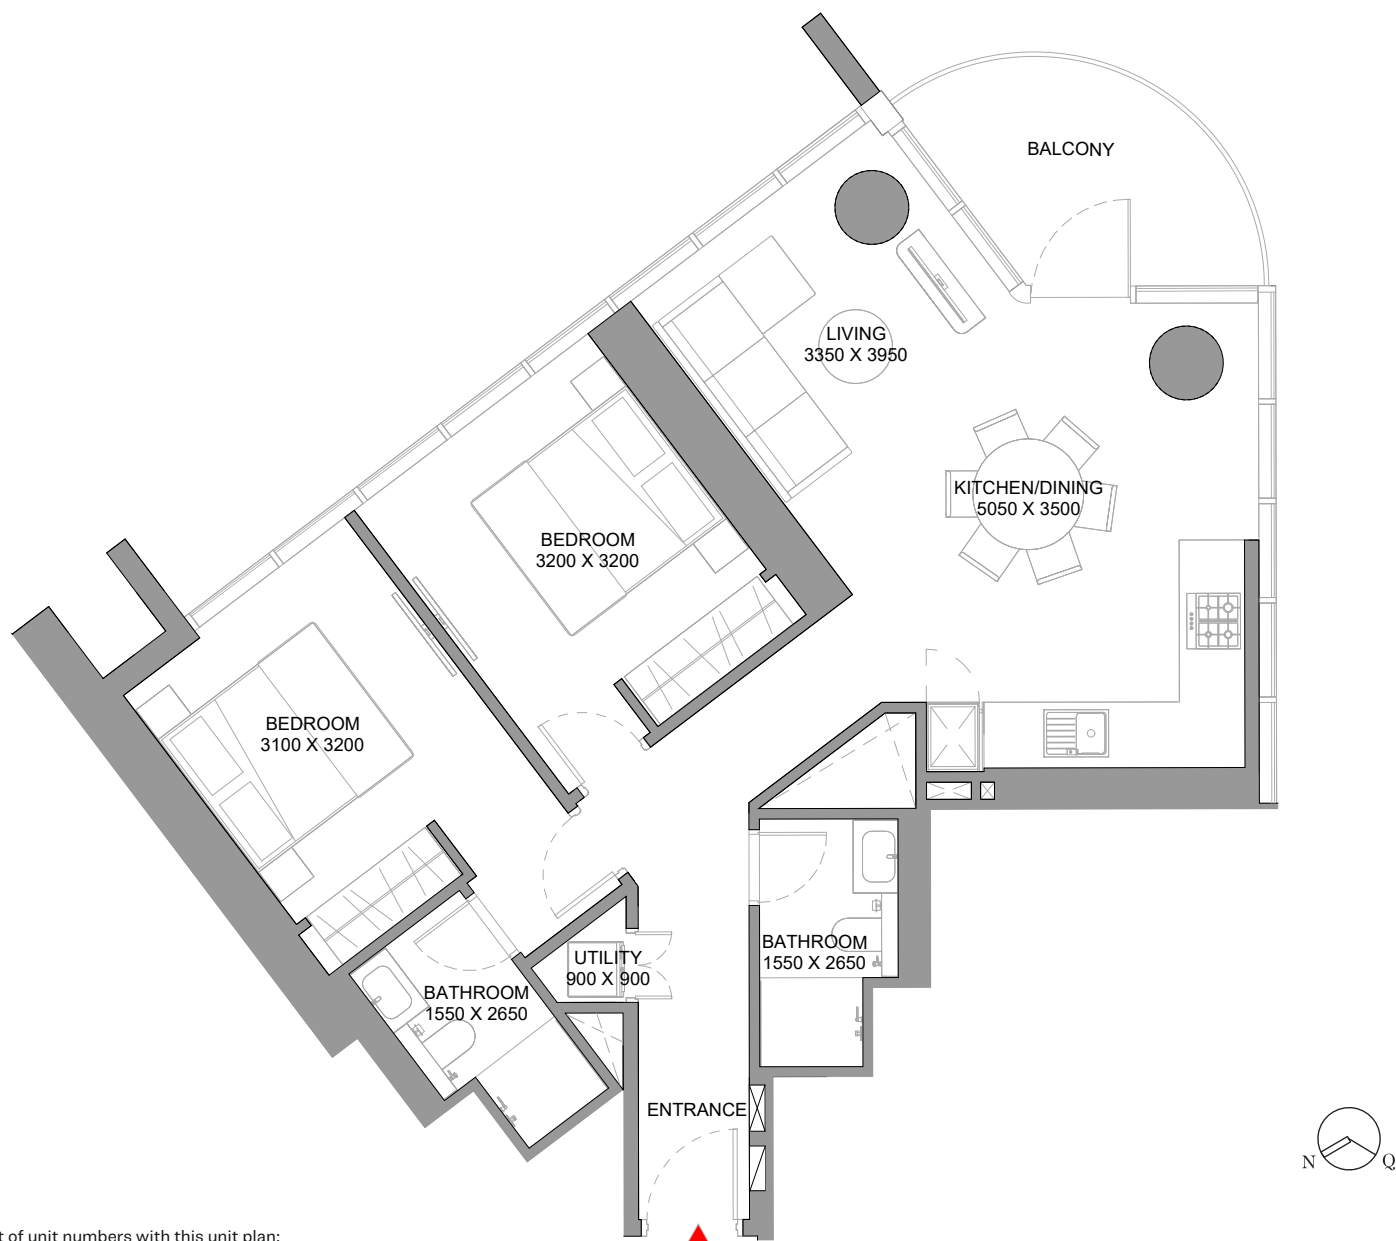 BALCONY
LIVING
3350 X 3950
KITCHEN/DINING
5050 X 3500
BEDROOM
3200 X 3200
BEDROOM
3100 X 3200
BATHROOM
1550 X 2650
UTILITY
900 X 900
BATHROOM
1550 X 2650
ENTRANCE
N Q
of unit numbers with this unit plan: